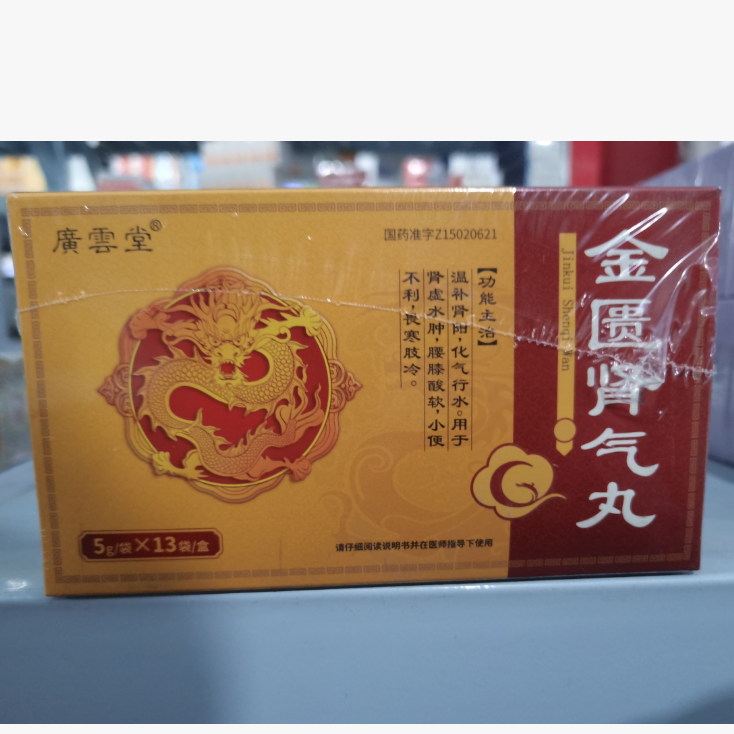 廣雲堂®
国药准字Z15020621
【功能主治】
温补肾阳，化气行水。用于
肾虚水肿，腰膝酸软，小便
不利，畏寒肢冷。
Jinkui Shenqi Wan
金匮肾气丸
5g/袋×13袋/盒
请仔细阅读说明书并在医师指导下使用